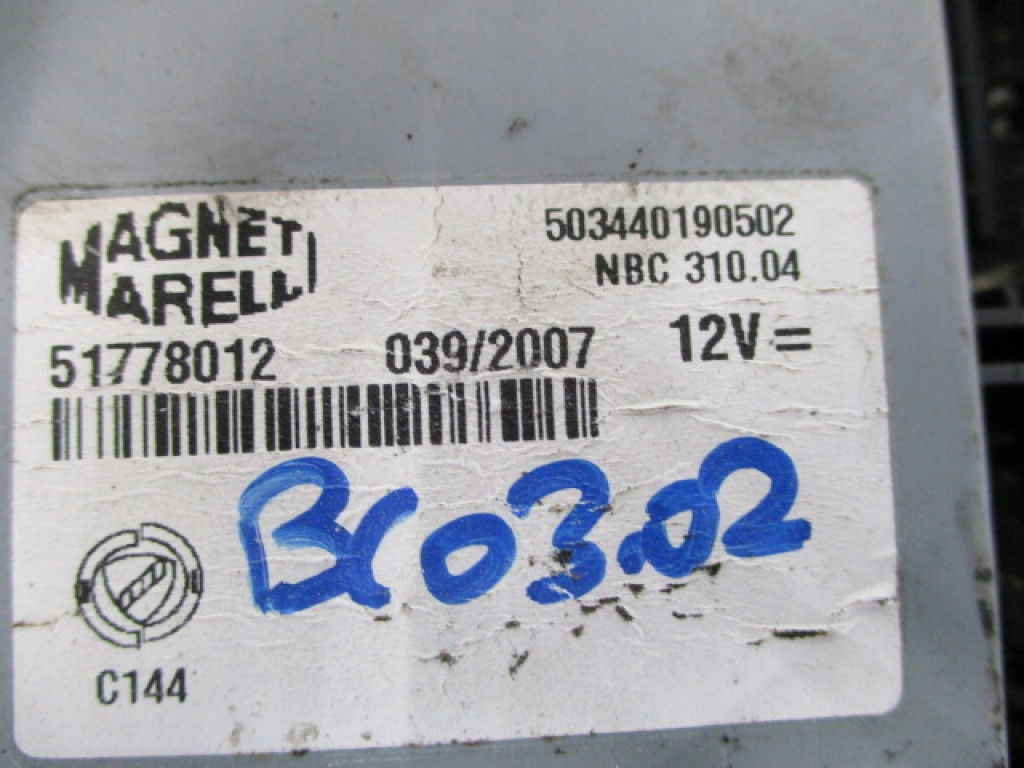 MAGNETI
MARELLI
503440190502
NBC 310.04
51778012 039/2007 12V=
BC03.02
C144